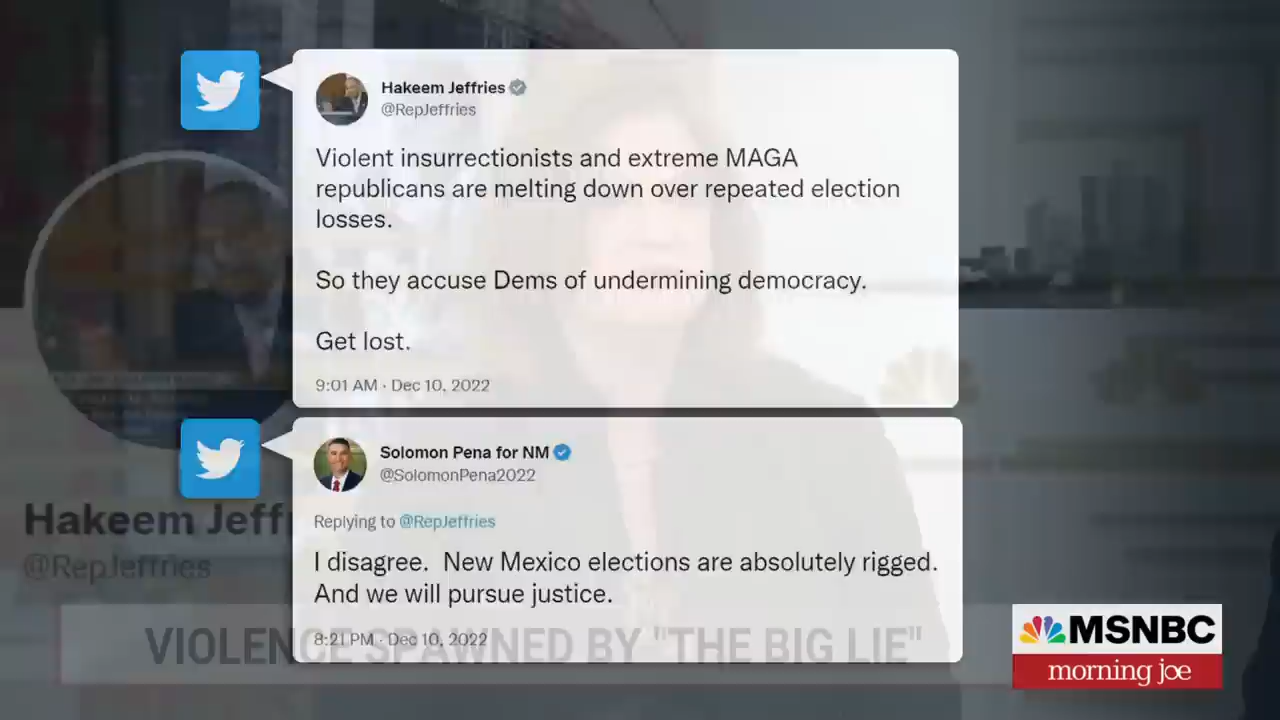 Hakeem Jeffries
@RepJeffries
Violent insurrectionists and extreme MAGA
republicans are melting down over repeated election
losses.
So they accuse Dems of undermining democracy.
Get lost.
9:01 AM · Dec 10, 2022
Solomon Pena for NM
@SolomonPena2022
Replying to @RepJeffries
I disagree. New Mexico elections are absolutely rigged.
And we will pursue justice.
8:21 PM · Dec 10, 2022
Hakeem Jeff
@RepJeffries
VIOLENCE SPAWNED BY "THE BIG LIE"
MSNBC
morning joe